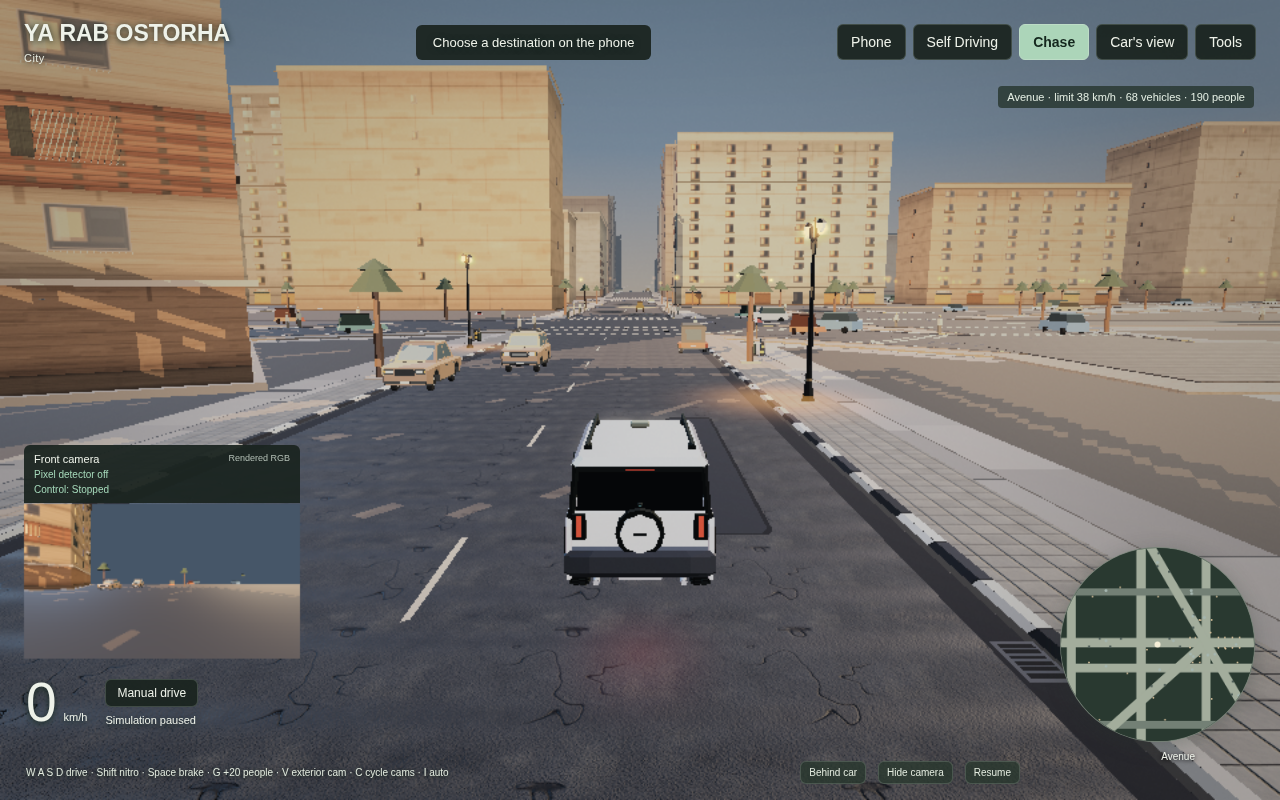 YA RAB OSTORHA
City
Choose a destination on the phone
Phone
Self Driving
Chase
Car's view
Tools
Avenue · limit 38 km/h · 68 vehicles · 190 people
Front camera
Rendered RGB
Pixel detector off
Control: Stopped
0 km/h
Manual drive
Simulation paused
Avenue
W A S D drive · Shift nitro · Space brake · G +20 people · V exterior cam · C cycle cams · I auto
Behind car
Hide camera
Resume